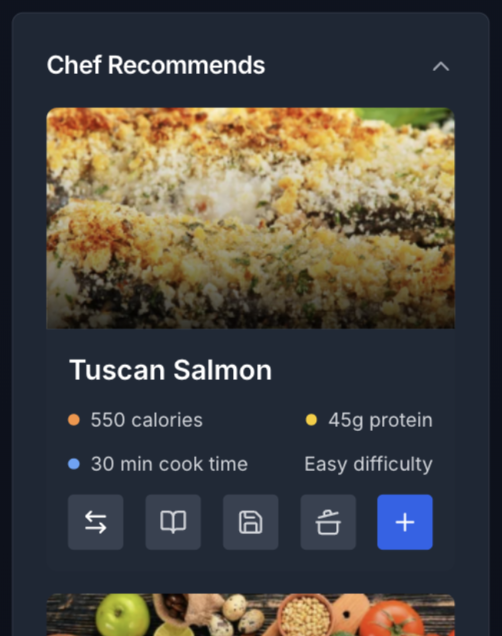 Chef Recommends
Tuscan Salmon
550 calories
45g protein
30 min cook time
Easy difficulty